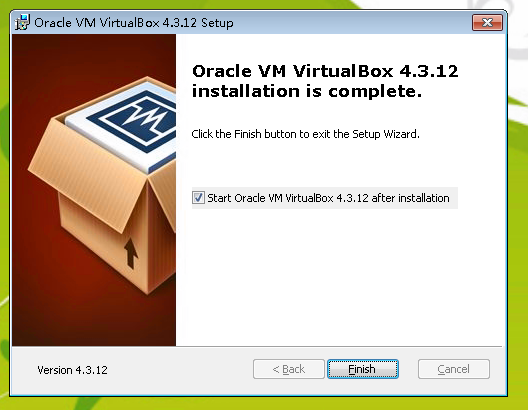 Oracle VM VirtualBox 4.3.12 Setup
Oracle VM VirtualBox 4.3.12
installation is complete.
Click the Finish button to exit the Setup Wizard.
Start Oracle VM VirtualBox 4.3.12 after installation
Version 4.3.12
< Back
Finish
Cancel